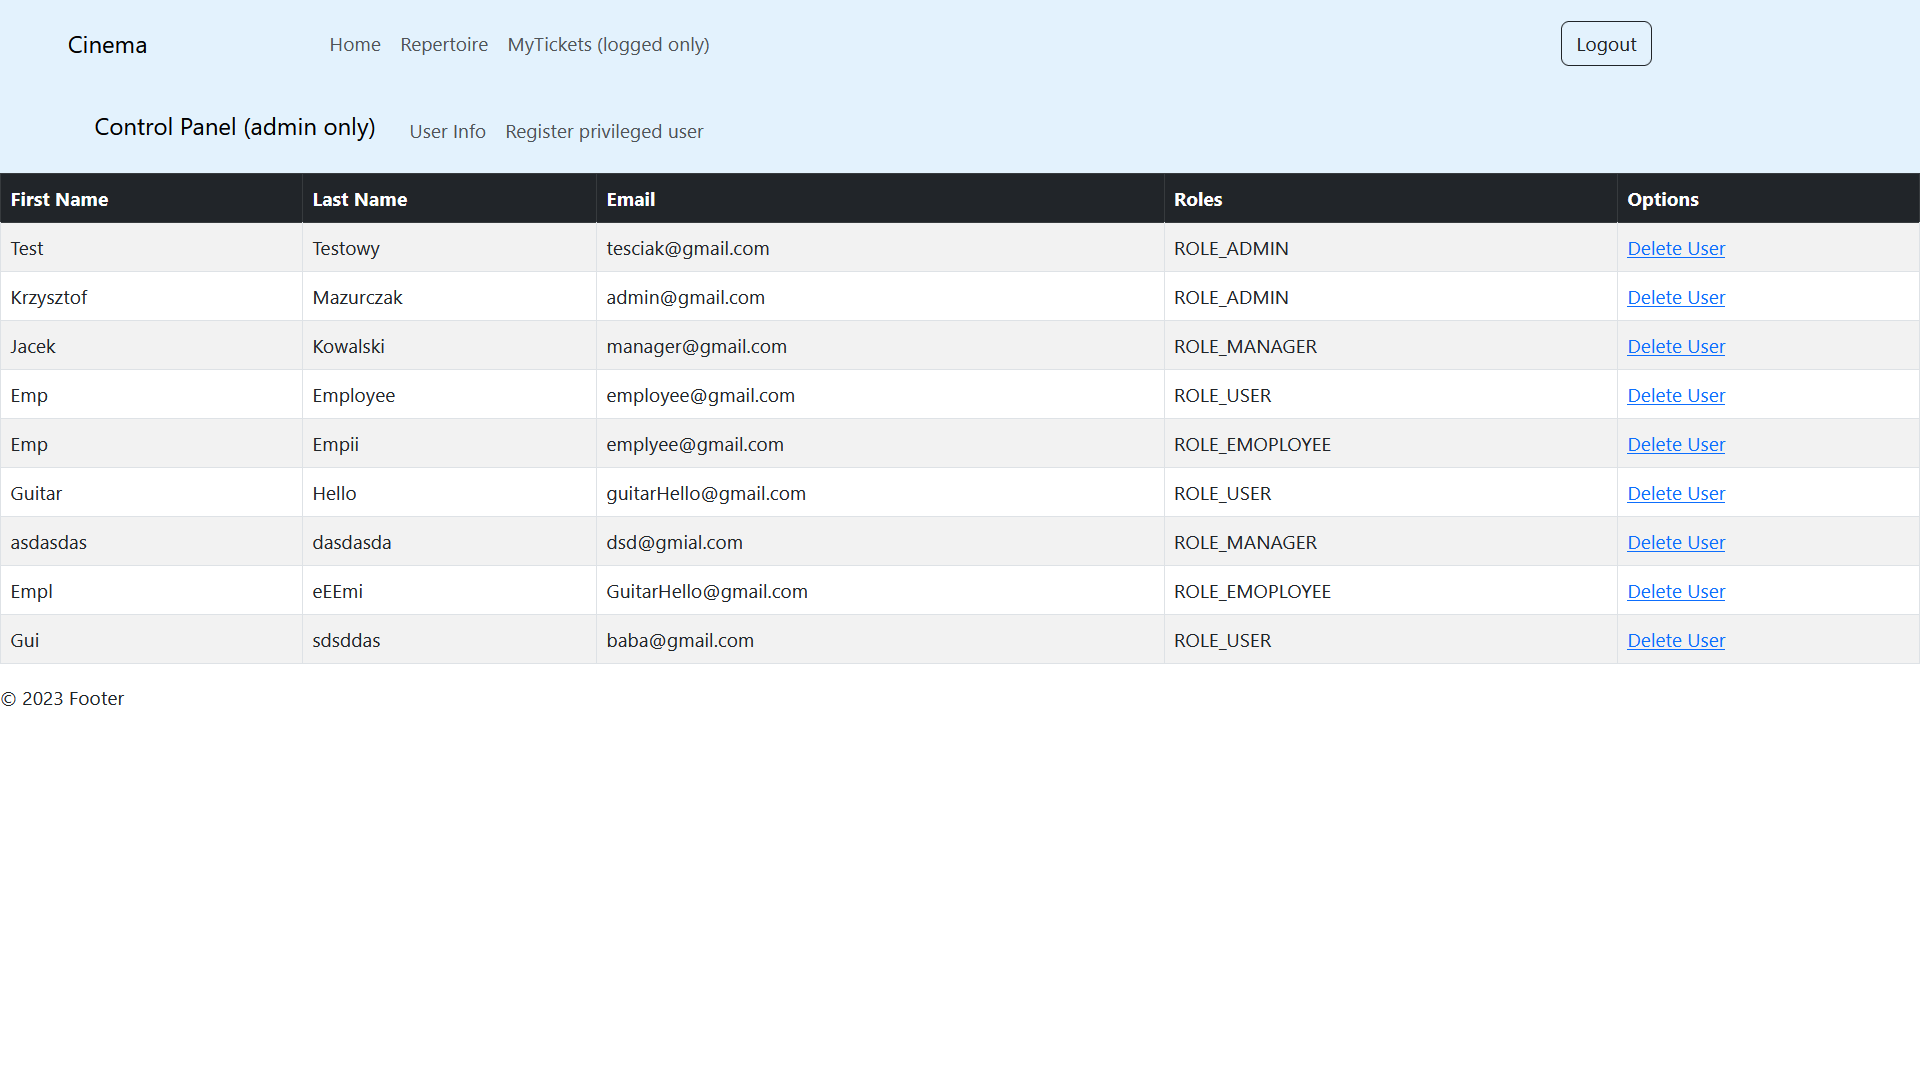 Cinema Home Repertoire MyTickets (logged only) Logout
Control Panel (admin only) User Info Register privileged user
First Name Last Name Email Roles Options
Test Testowy tesciak@gmail.com ROLE_ADMIN Delete User
Krzysztof Mazurczak admin@gmail.com ROLE_ADMIN Delete User
Jacek Kowalski manager@gmail.com ROLE_MANAGER Delete User
Emp Employee employee@gmail.com ROLE_USER Delete User
Emp Empii emplyee@gmail.com ROLE_EMOPLOYEE Delete User
Guitar Hello guitarHello@gmail.com ROLE_USER Delete User
asdasdas dasdasda dsd@gmial.com ROLE_MANAGER Delete User
Empl eEEmi GuitarHello@gmail.com ROLE_EMOPLOYEE Delete User
Gui sdsddas baba@gmail.com ROLE_USER Delete User
© 2023 Footer